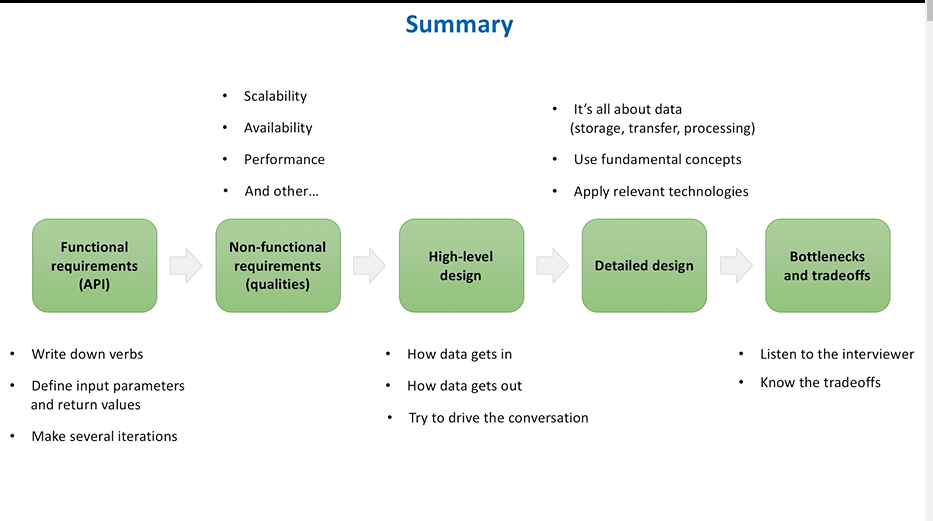 Summary
• Scalability
• Availability
• Performance
• And other…
• It's all about data
(storage, transfer, processing)
• Use fundamental concepts
• Apply relevant technologies
Functional
requirements
(API)
Non-functional
requirements
(qualities)
High-level
design
Detailed design
Bottlenecks
and tradeoffs
• Write down verbs
• Define input parameters
and return values
• Make several iterations
• How data gets in
• How data gets out
• Try to drive the conversation
• Listen to the interviewer
• Know the tradeoffs